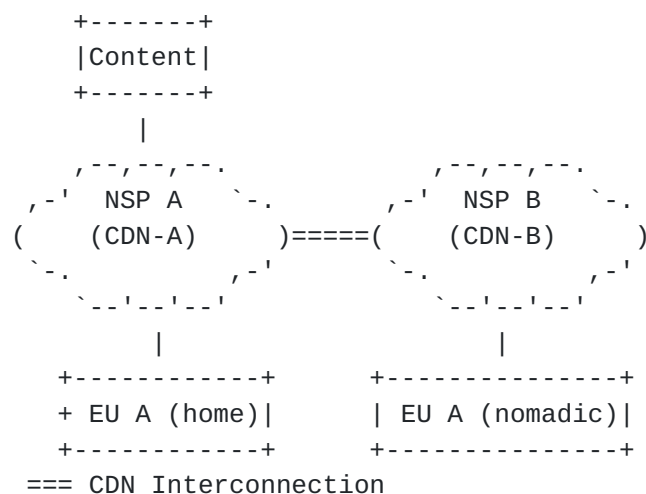 +-------+
|Content|
+-------+
|
,--,--,--. ,--,--,--.
,-' NSP A `-. ,-' NSP B `-.
( (CDN-A) )=====( (CDN-B) )
`-. ,-' `-. ,-'
`--'--'--' `--'--'--'
| |
+------------+ +---------------+
+ EU A (home)| | EU A (nomadic)|
+------------+ +---------------+
=== CDN Interconnection